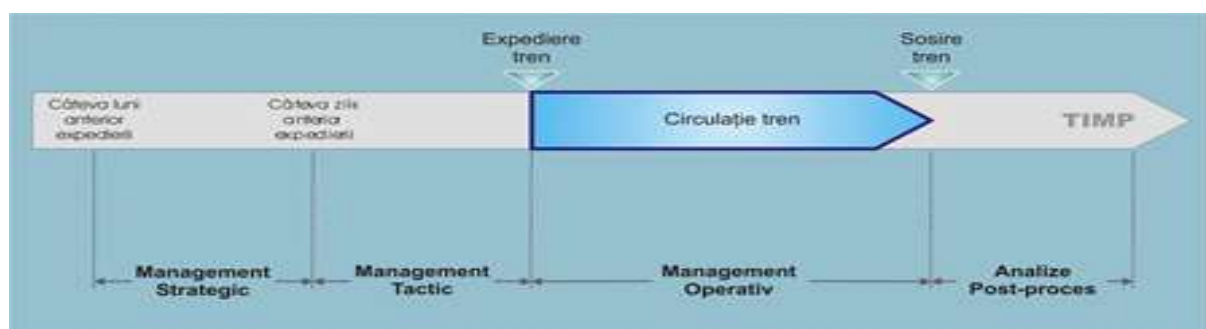 Expediere
tren
Sosire
tren
Câteva luni
anterior
expedierii
Câteva zile
anterior
expedierii
Circulație tren
TIMP
Management
Strategic
Management
Tactic
Management
Operativ
Analize
Post-proces